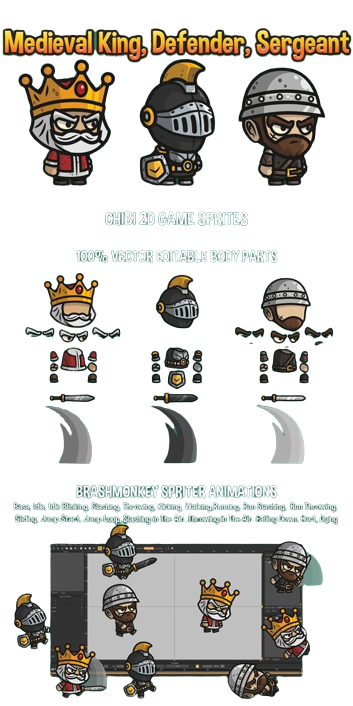 Medieval King, Defender, Sergeant
CHIBI 2D GAME SPRITES
100% VECTOR EDITABLE BODY PARTS
BRASHMONKEY SPRITER ANIMATIONS
Base, Idle, Idle Blinking, Slashing, Throwing, Kicking, Walking, Running, Run Slashing, Run Throwing,
Sliding, Jump Start, Jump Loop, Slashing in The Air, Throwing in The Air, Falling Down, Hurt, Dying